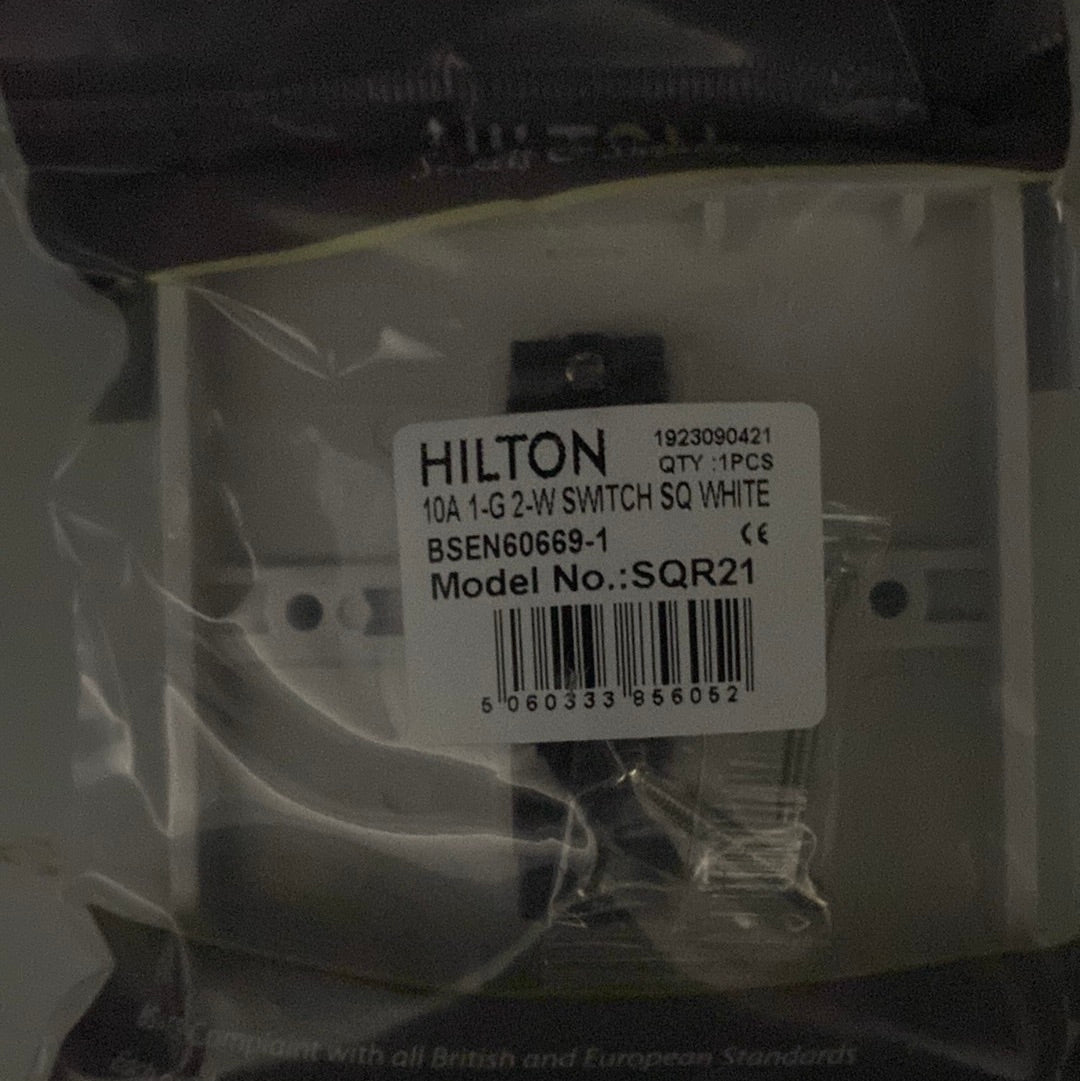 HILTON
1923090421
QTY :1PCS
10A 1-G 2-W SWITCH SQ WHITE
BSEN60669-1
CE
Model No.:SQR21
5 060333 856052
with all British and European Standards